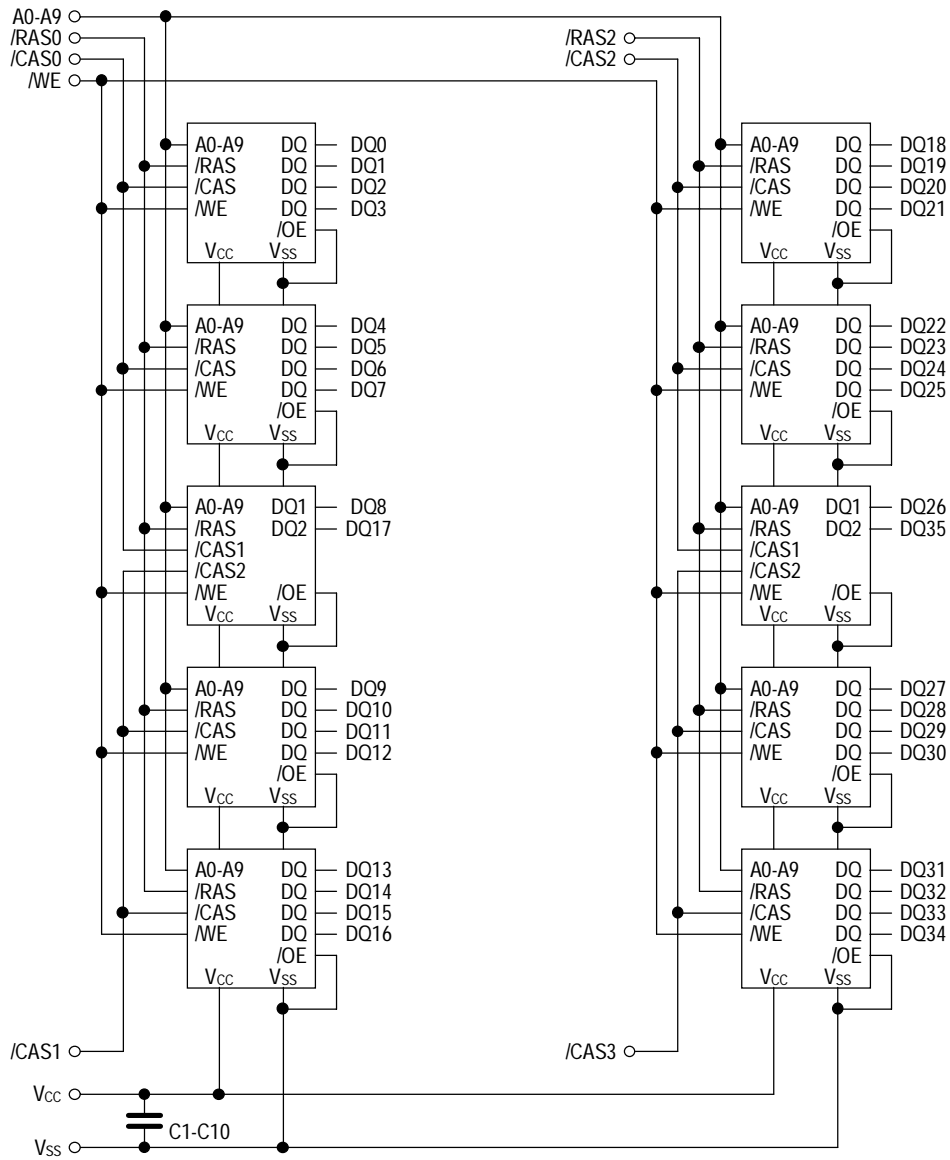 A0-A9
/RAS0
/CAS0
/WE
/RAS2
/CAS2
A0-A9 DQ DQ0
/RAS DQ DQ1
/CAS DQ DQ2
/WE DQ DQ3
/OE
VCC VSS
A0-A9 DQ DQ4
/RAS DQ DQ5
/CAS DQ DQ6
/WE DQ DQ7
/OE
VCC VSS
A0-A9 DQ1 DQ8
/RAS DQ2 DQ17
/CAS1
/CAS2
/WE /OE
VCC VSS
A0-A9 DQ DQ9
/RAS DQ DQ10
/CAS DQ DQ11
/WE DQ DQ12
/OE
VCC VSS
A0-A9 DQ DQ13
/RAS DQ DQ14
/CAS DQ DQ15
/WE DQ DQ16
/OE
VCC VSS
A0-A9 DQ DQ18
/RAS DQ DQ19
/CAS DQ DQ20
/WE DQ DQ21
/OE
VCC VSS
A0-A9 DQ DQ22
/RAS DQ DQ23
/CAS DQ DQ24
/WE DQ DQ25
/OE
VCC VSS
A0-A9 DQ1 DQ26
/RAS DQ2 DQ35
/CAS1
/CAS2
/WE /OE
VCC VSS
A0-A9 DQ DQ27
/RAS DQ DQ28
/CAS DQ DQ29
/WE DQ DQ30
/OE
VCC VSS
A0-A9 DQ DQ31
/RAS DQ DQ32
/CAS DQ DQ33
/WE DQ DQ34
/OE
VCC VSS
/CAS1
/CAS3
VCC
C1-C10
VSS